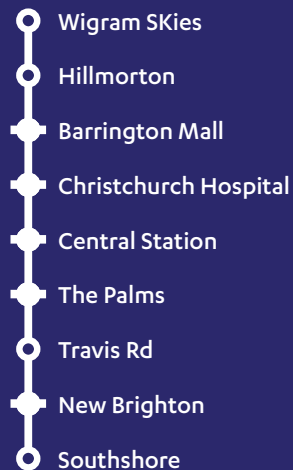 Wigram SKies
Hillmorton
Barrington Mall
Christchurch Hospital
Central Station
The Palms
Travis Rd
New Brighton
Southshore